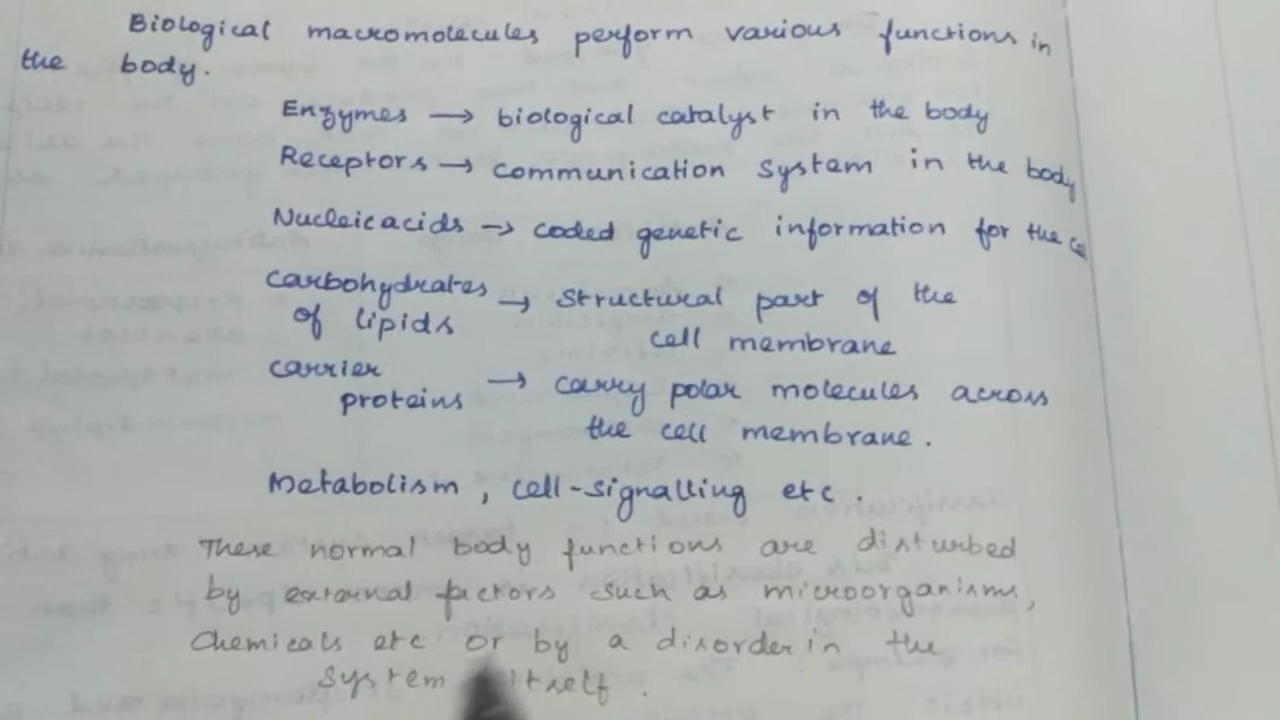 Biological macromolecules perform various functions in
the body.
Enzymes → biological catalyst in the body
Receptors → communication system in the body
Nucleic acids → coded genetic information for the
carbohydrates → structural part of the
of lipids cell membrane
carrier → carry polar molecules across
proteins the cell membrane.
Metabolism, cell-signalling etc.
These normal body functions are disturbed
by external factors such as microorganisms,
chemicals etc or by a disorder in the
system itself.